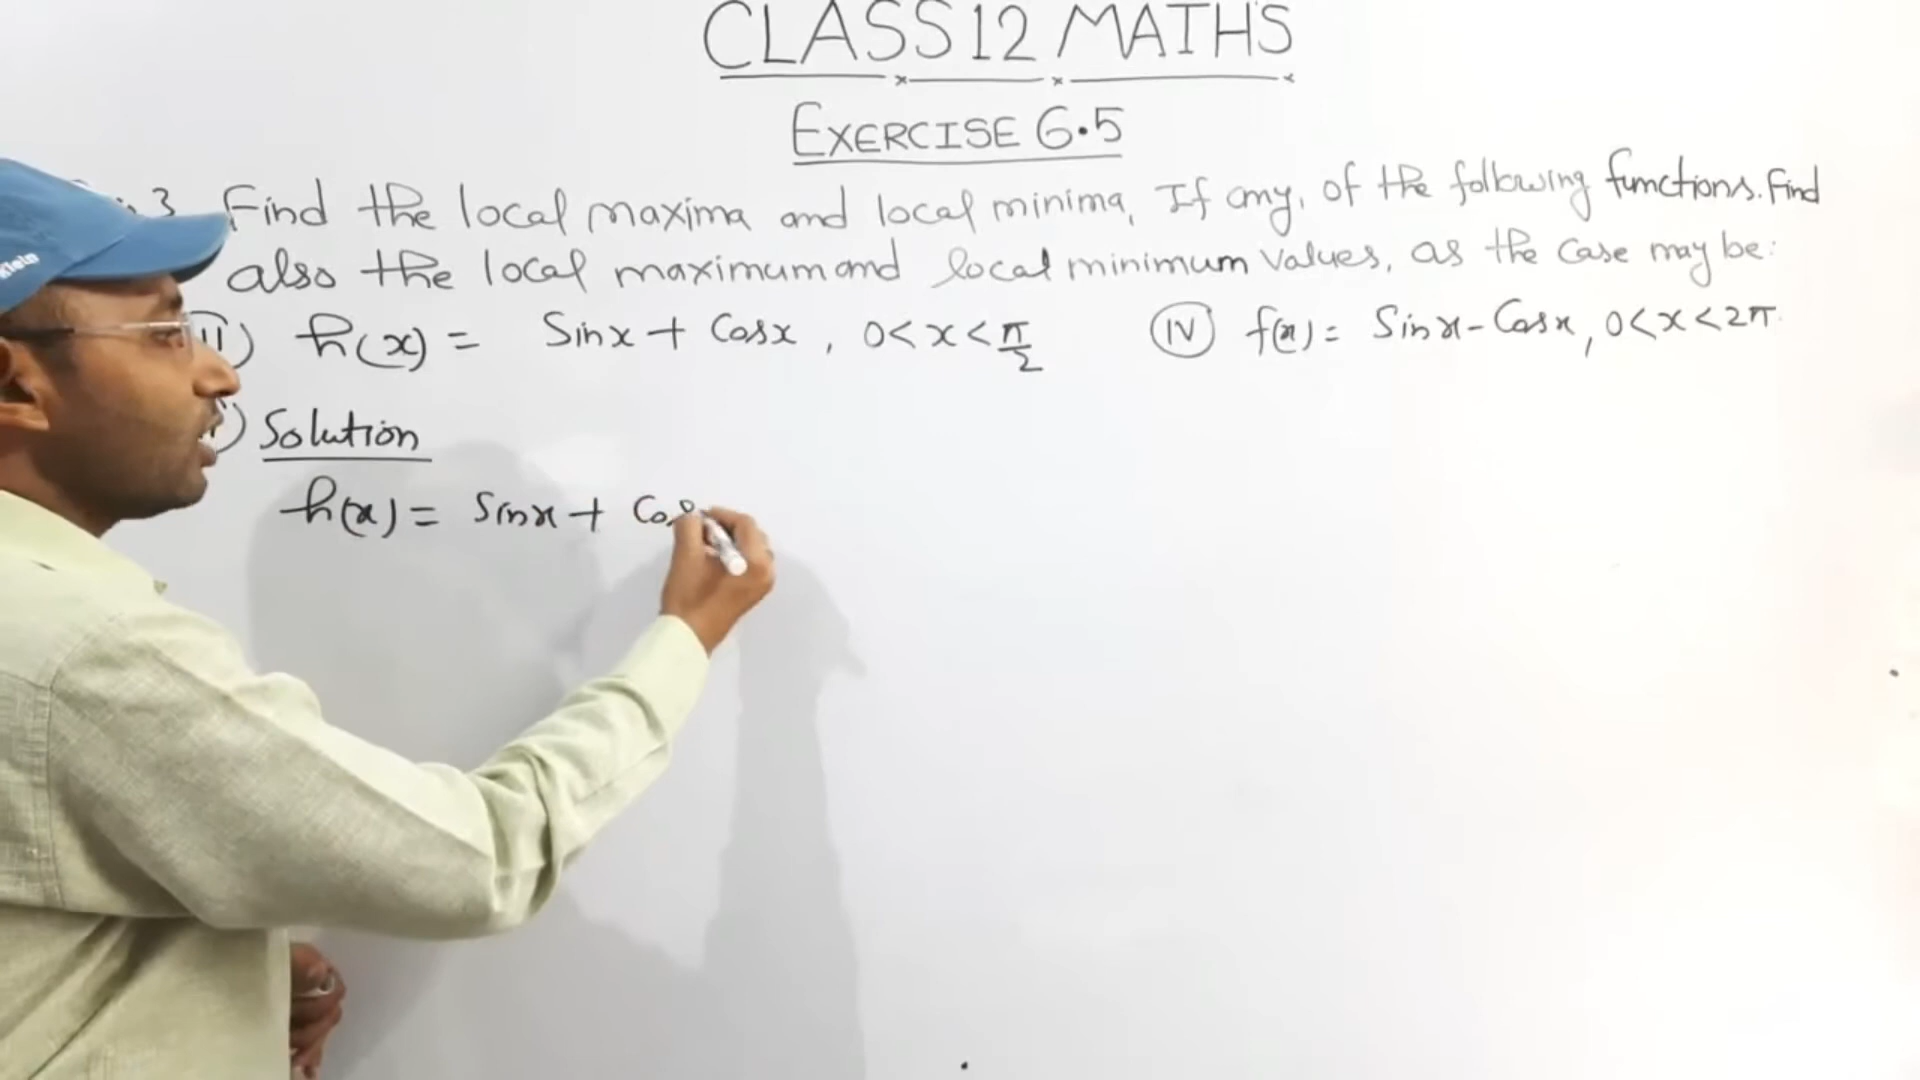 CLASS 12 MATHS
EXERCISE 6.5
3 Find the local maxima and local minima, If any, of the following functions. Find
also the local maximum and local minimum values, as the case may be:
h(x) = Sinx + Cosx , 0 < x < π/2
IV f(x) = Sinx - Cosx, 0 < x < 2π
Solution
h(x) = Sinx + Cos
Klein